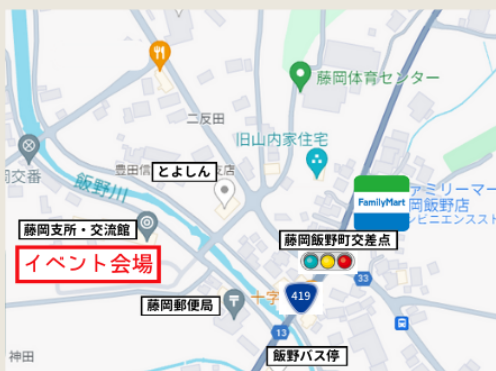 藤岡体育センター
二反田
旧山内家住宅
豊田信
店
とよしん
岡交番
飯野川
FamilyMart
ァミリーマー
岡飯野店
ビニエンススト
藤岡支所・交流館
藤岡飯野町交差点
イベント会場
藤岡郵便局
十字
419
33
13
神田
飯野バス停